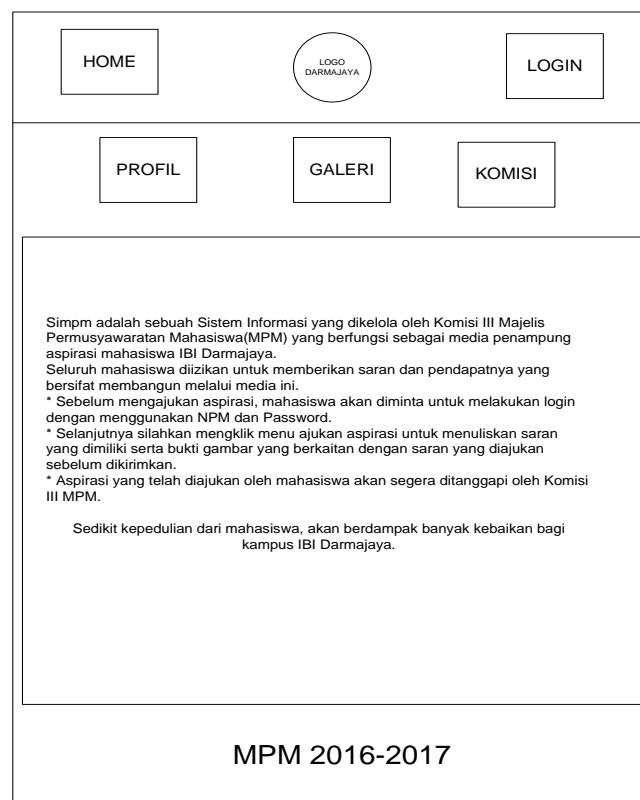 HOME
LOGO
DARMAJAYA
LOGIN
PROFIL
GALERI
KOMISI
Simpm adalah sebuah Sistem Informasi yang dikelola oleh Komisi III Majelis
Permusyawaratan Mahasiswa(MPM) yang berfungsi sebagai media penampung
aspirasi mahasiswa IBI Darmajaya.
Seluruh mahasiswa diizikan untuk memberikan saran dan pendapatnya yang
bersifat membangun melalui media ini.
* Sebelum mengajukan aspirasi, mahasiswa akan diminta untuk melakukan login
dengan menggunakan NPM dan Password.
* Selanjutnya silahkan mengklik menu ajukan aspirasi untuk menuliskan saran
yang dimiliki serta bukti gambar yang berkaitan dengan saran yang diajukan
sebelum dikirimkan.
* Aspirasi yang telah diajukan oleh mahasiswa akan segera ditanggapi oleh Komisi
III MPM.
Sedikit kepedulian dari mahasiswa, akan berdampak banyak kebaikan bagi
kampus IBI Darmajaya.
MPM 2016-2017